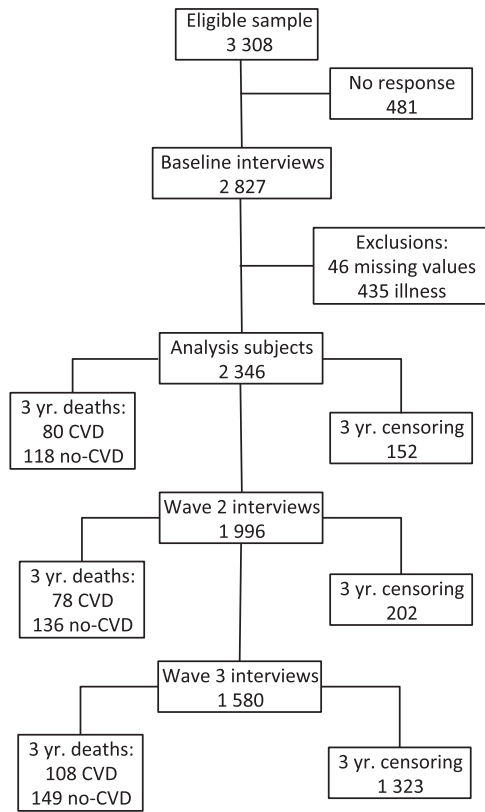 Eligible sample
3 308
No response
481
Baseline interviews
2 827
Exclusions:
46 missing values
435 illness
Analysis subjects
2 346
3 yr. deaths:
80 CVD
118 no-CVD
3 yr. censoring
152
Wave 2 interviews
1 996
3 yr. deaths:
78 CVD
136 no-CVD
3 yr. censoring
202
Wave 3 interviews
1 580
3 yr. deaths:
108 CVD
149 no-CVD
3 yr. censoring
1 323